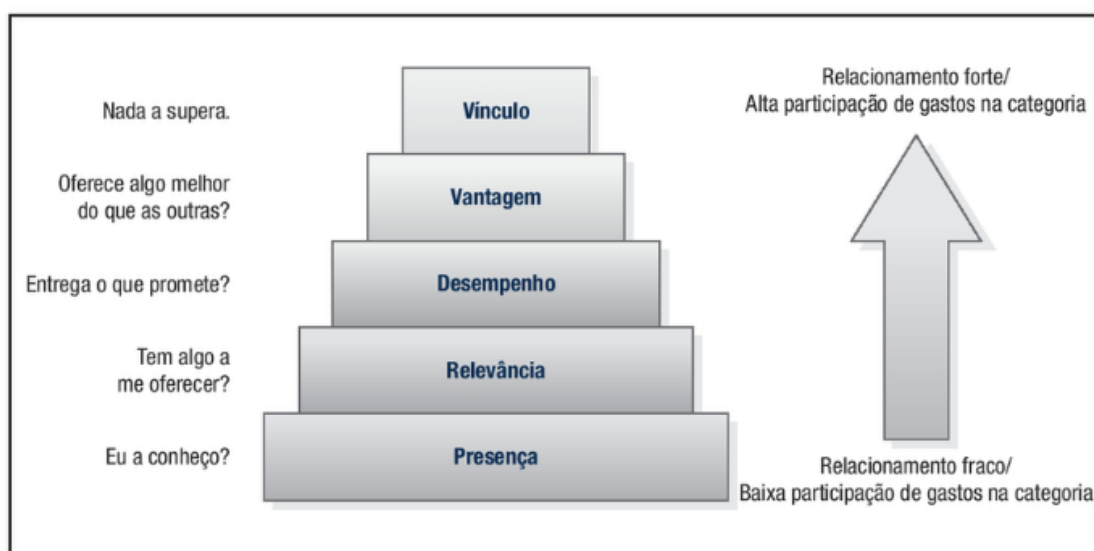 Nada a supera.
Vínculo
Oferece algo melhor
do que as outras?
Vantagem
Entrega o que promete?
Desempenho
Tem algo a
me oferecer?
Relevância
Eu a conheço?
Presença
Relacionamento forte/
Alta participação de gastos na categoria
Relacionamento fraco/
Baixa participação de gastos na categoria